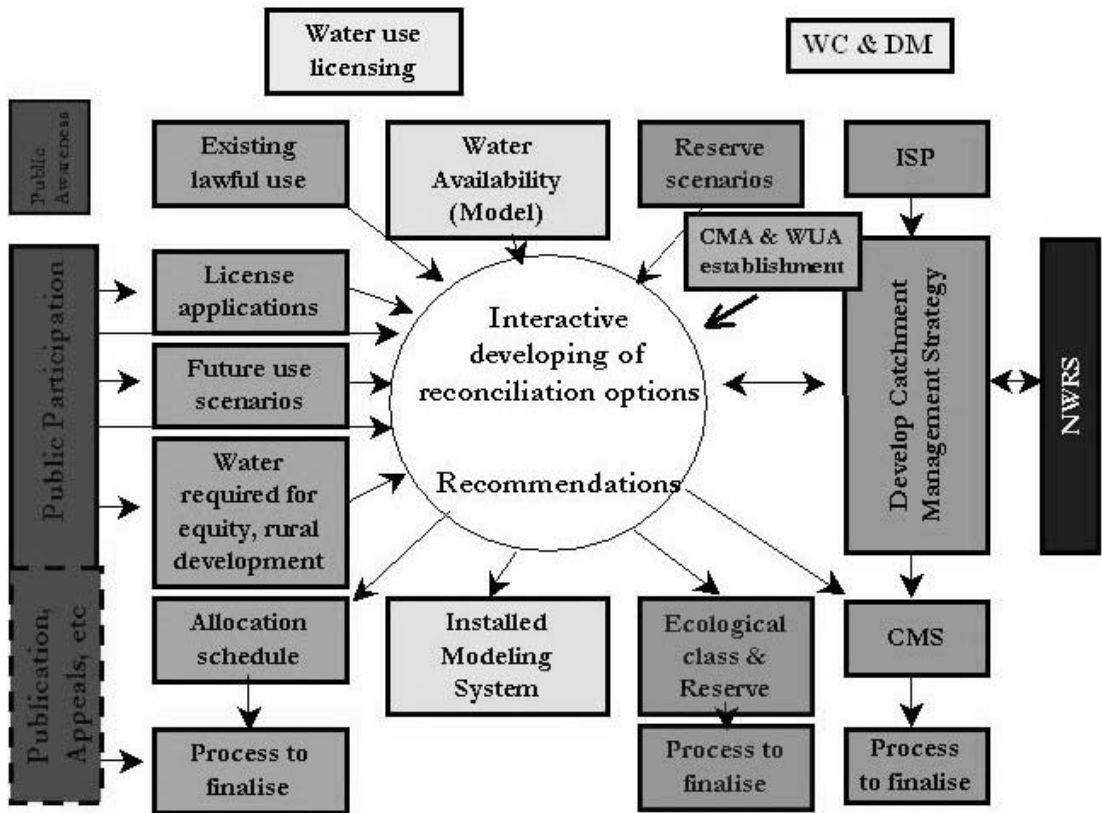 Water use
licensing
WC & DM
Public
Awareness
Existing
lawful use
Water
Availability
(Model)
Reserve
scenarios
ISP
CMA & WUA
establishment
Public Participation
License
applications
Future use
scenarios
Water
required for
equity, rural
development
Interactive
developing of
reconciliation options
Recommendations
Develop Catchment
Management Strategy
NWRS
Publication,
Appeals, etc
Allocation
schedule
Installed
Modeling
System
Ecological
class &
Reserve
CMS
Process to
finalise
Process to
finalise
Process
to finalise